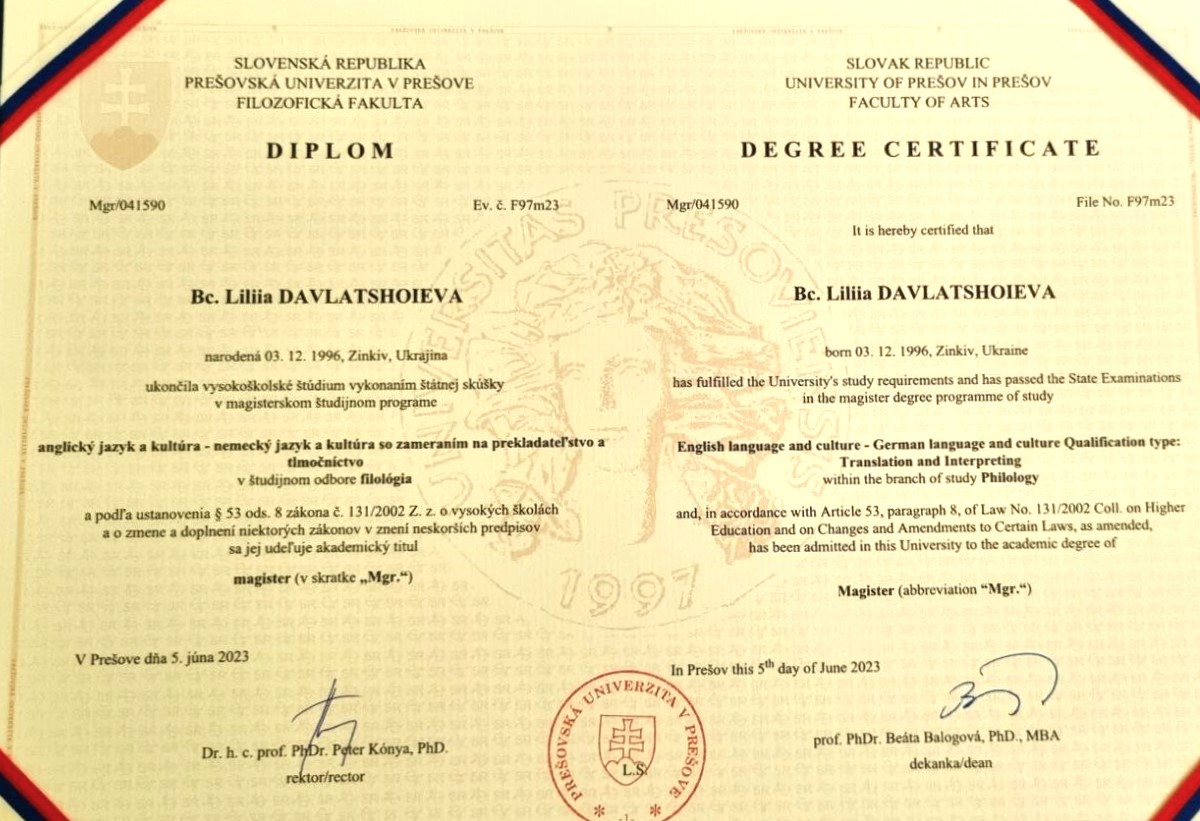 SLOVENSKÁ REPUBLIKA
PREŠOVSKÁ UNIVERZITA V PREŠOVE
FILOZOFICKÁ FAKULTA
DIPLOM
Mgr/041590
Ev. č. F97m23
Bc. Liliia DAVLATSHOIEVA
narodená 03. 12. 1996, Zinkiv, Ukrajina
ukončila vysokoškolské štúdium vykonaním štátnej skúšky
v magisterskom študijnom programe
anglický jazyk a kultúra - nemecký jazyk a kultúra so zameraním na prekladateľstvo a
tlmočníctvo
v študijnom odbore filológia
a podľa ustanovenia § 53 ods. 8 zákona č. 131/2002 Z. z. o vysokých školách
a o zmene a doplnení niektorých zákonov v znení neskorších predpisov
sa jej udeľuje akademický titul
magister (v skratke „Mgr.“)
V Prešove dňa 5. júna 2023
Dr. h. c. prof. PhDr. Peter Kónya, PhD.
rektor/rector
SLOVAK REPUBLIC
UNIVERSITY OF PREŠOV IN PREŠOV
FACULTY OF ARTS
DEGREE CERTIFICATE
Mgr/041590
File No. F97m23
It is hereby certified that
Bc. Liliia DAVLATSHOIEVA
born 03. 12. 1996, Zinkiv, Ukraine
has fulfilled the University's study requirements and has passed the State Examinations
in the magister degree programme of study
English language and culture - German language and culture Qualification type:
Translation and Interpreting
within the branch of study Philology
and, in accordance with Article 53, paragraph 8, of Law No. 131/2002 Coll. on Higher
Education and on Changes and Amendments to Certain Laws, as amended,
has been admitted in this University to the academic degree of
Magister (abbreviation “Mgr.”)
In Prešov this 5th day of June 2023
prof. PhDr. Beáta Balogová, PhD., MBA
dekanka/dean
PREŠOVSKÁ UNIVERZITA V PREŠOVE
L.S.
* -1- *
UNIVERSITAS PRESOVIENSIS
1997